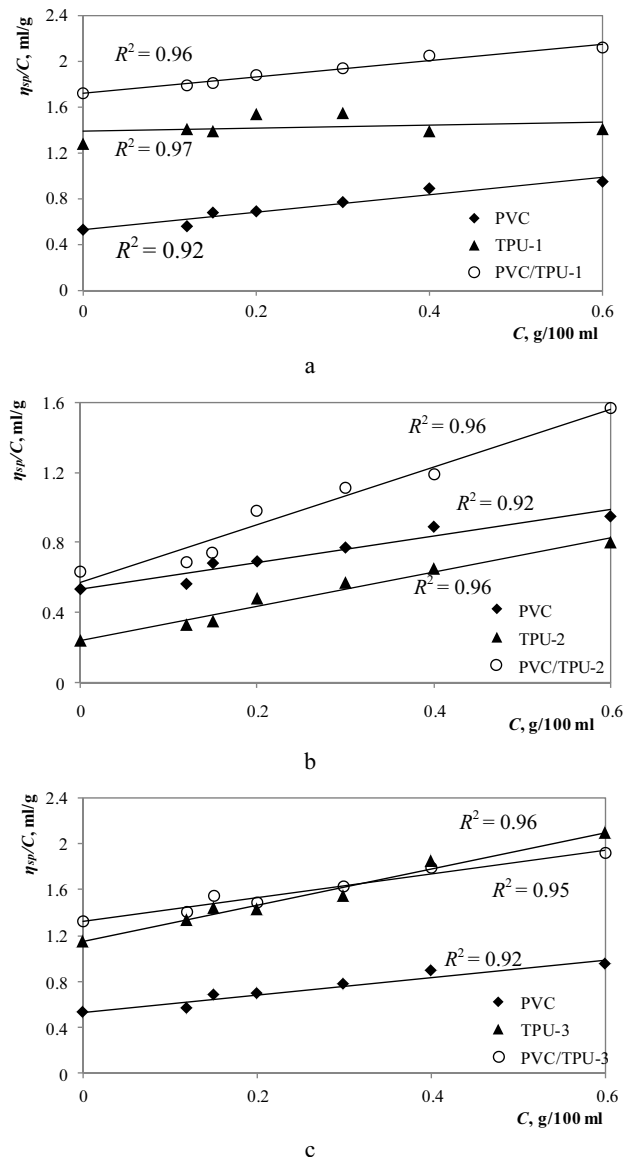 2.4
2
1.6
1.2
0.8
0.4
0
ηsp/C, ml/g
R² = 0.96
R² = 0.97
R² = 0.92
PVC
TPU-1
PVC/TPU-1
0 0.2 0.4 0.6
C, g/100 ml
a
1.6
1.2
0.8
0.4
0
ηsp/C, ml/g
R² = 0.96
R² = 0.92
R² = 0.96
PVC
TPU-2
PVC/TPU-2
0 0.2 0.4 0.6
C, g/100 ml
b
2.4
2
1.6
1.2
0.8
0.4
0
ηsp/C, ml/g
R² = 0.96
R² = 0.95
R² = 0.92
PVC
TPU-3
PVC/TPU-3
0 0.2 0.4 0.6
C, g/100 ml
c